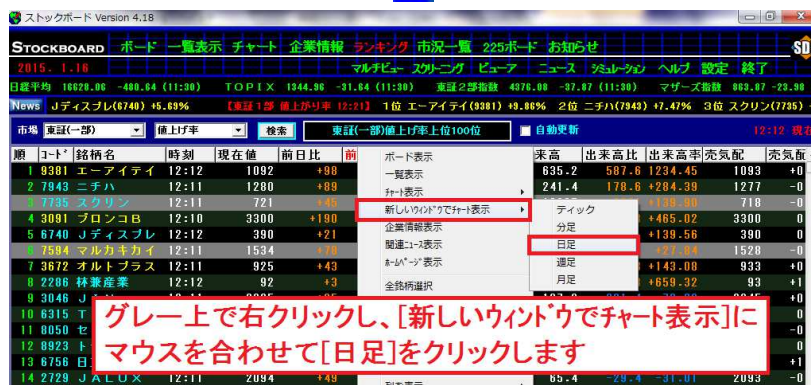 ストックボード Version 4.18
STOCKBOARD ボード 一覧表示 チャート 企業情報 ランキング 市況一覧 225ボード お知らせ
2015. 1.16 マルチビュー スクリーニング ビューア ニュース シミュレーション ヘルプ 設定 終了
日経平均 16628.06 -480.64 (11:30) TOPIX 1344.36 -31.64 (11:30) 東証2部指数 4376.08 -37.87 (11:30) マザーズ指数 863.87 -23.98
News Jディスプレ(6740) +5.69% 【東証1部 値上がり率 12:21】 1位 エーアイティ(9381) +9.86% 2位 ニチハ(7943) +7.47% 3位 スクリン(7735)
市場 東証(一部) 値上げ率 検索 東証(一部)値上げ率上位100位 自動更新 12:12 現在
順 コード 銘柄名 時刻 現在値 前日比 前 来高 出来高比 出来高率 売気配 売気配
1 9381 エーアイテイ 12:12 1092 +98 635.2 587.6 1234.45 1093 +0
2 7943 ニチハ 12:11 1280 +89 241.4 178.6 +284.39 1277 -0
3 7735 スクリン 12:11 721 +45 +139.90 718 -0
4 3091 ブロンコB 12:10 3300 +190 +465.02 3300 0
5 6740 Jディスプレ 12:12 390 +21 +139.56 390 0
6 7594 マルカキカイ 12:11 1534 +78 +27.84 1528 -0
7 3672 オルトプラス 12:11 925 +43 +143.08 933 +0
8 2286 林兼産業 12:12 92 +3 +659.32 93 +1
9 3046
10 6315
11 8050
12 8923
13 6756
14 2729 JALUX 12:11 2094 +49 65.4 -29.4 -31.01 2093 -0
ボード表示
一覧表示
チャート表示
新しいウィンドウでチャート表示
企業情報表示
関連ニュース表示
ホームページ表示
全銘柄選択
ティック
分足
日足
週足
月足
グレー上で右クリックし、[新しいウィンドウでチャート表示]に
マウスを合わせて[日足]をクリックします